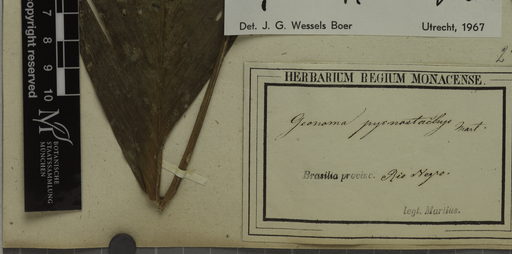 Det. J. G. Wessels Boer Utrecht, 1967
HERBARIUM REGIUM MONACENSE.
Geonoma pycnostachys Mart.
Brasilia provinc. Rio Negro.
legt. Martius.
copyright reserved
7
8
9
10
M
BOTANISCHE
STAATSSAMMLUNG
MÜNCHEN